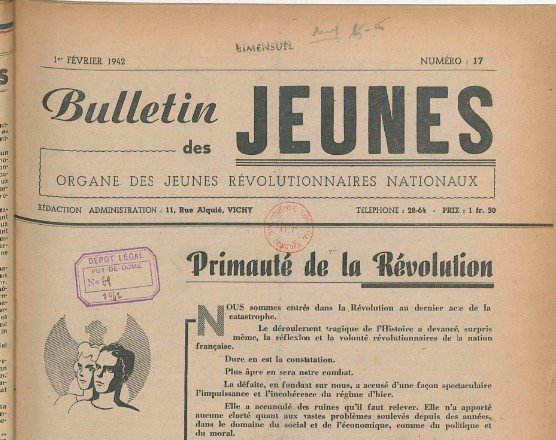 BIMENSUEL
1er FÉVRIER 1942
NUMÉRO : 17
Bulletin
des
JEUNES
ORGANE DES JEUNES RÉVOLUTIONNAIRES NATIONAUX
RÉDACTION ADMINISTRATION : 11, Rue Alquié, VICHY
TÉLÉPHONE : 28-64 - PRIX : 1 fr. 50
DÉPOT LÉGAL
PUY-DE-DOME
No 61
Primauté de la Révolution
NOUS sommes entrés dans la Révolution au dernier acte de la
catastrophe.
Le déroulement tragique de l'Histoire a devancé, surpris
même, la réflexion et la volonté révolutionnaires de la nation
française.
Dure en est la constatation.
Plus âpre en sera notre combat.
La défaite, en fondant sur nous, a accusé d'une façon spectaculaire
l'impuissance et l'incohérence du régime d'hier.
Elle a accumulé des ruines qu'il faut relever. Elle n'a apporté
aucune clarté quant aux vastes problèmes soulevés depuis des années,
dans le domaine du social et de l'économique, comme du politique et
du moral.